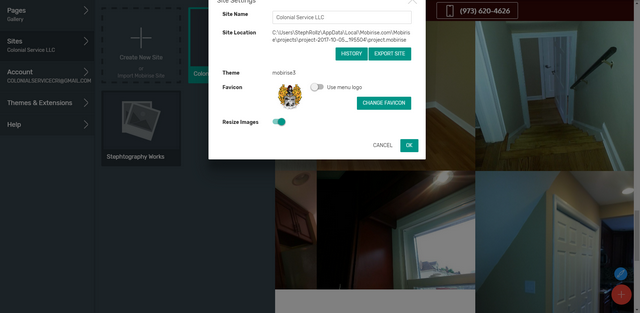 Site Settings
Pages
Gallery
Sites
Colonial Service LLC
Account
COLONIALSERVICECR@GMAIL.COM
Themes & Extensions
Help
Create New Site
or
Import Mobirise Site
Colon
Stephtography Works
Site Name
Colonial Service LLC
Site Location
C:\Users\StephRoitz\AppData\Local\Mobirise.com\Mobiris
e\projects\project-2017-10-05_195504\project.mobirise
HISTORY
EXPORT SITE
Theme
mobirise3
Favicon
Use menu logo
CHANGE FAVICON
Resize Images
CANCEL
OK
(973) 620-4626